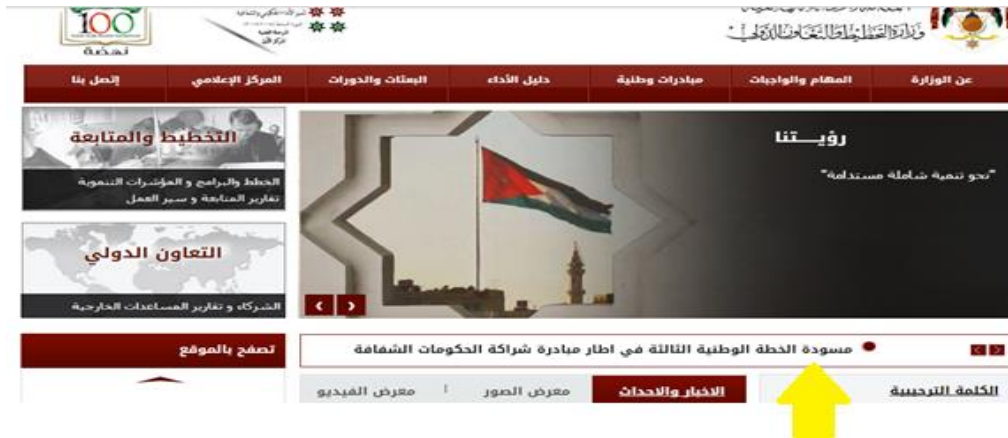 100
نهضة
وزارة التخطيط والتعاون الدولي
عن الوزارة
المهام والواجبات
مبادرات وطنية
دليل الأداء
البعثات والدورات
المركز الإعلامي
إتصل بنا
رؤيــتنا
"نحو تنمية شاملة مستدامة"
التخطيط والمتابعة
الخطط والبرامج و المؤشرات التنموية
تقارير المتابعة و سير العمل
التعاون الدولي
الشركاء و تقارير المساعدات الخارجية
مسودة الخطة الوطنية الثالثة في اطار مبادرة شراكة الحكومات الشفافة
تصفح بالموقع
الكلمة الترحيبية
الاخبار والاحداث
معرض الصور
معرض الفيديو